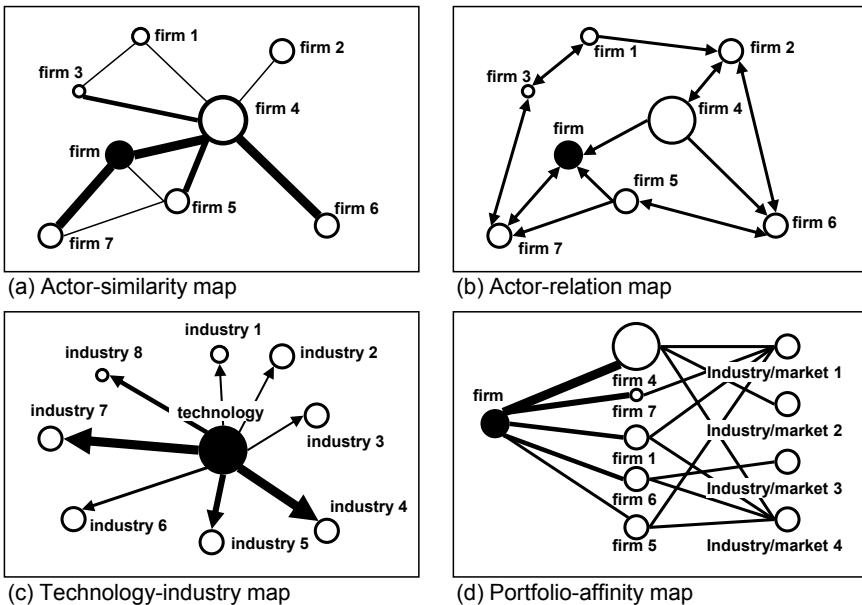 firm 1
firm 2
firm 3
firm 4
firm
firm 5
firm 6
firm 7
(a) Actor-similarity map
firm 1
firm 2
firm 3
firm 4
firm
firm 5
firm 6
firm 7
(b) Actor-relation map
industry 1
industry 2
industry 8
industry 7
technology
industry 3
industry 4
industry 6
industry 5
(c) Technology-industry map
firm 4
Industry/market 1
firm
firm 7
Industry/market 2
firm 1
firm 6
Industry/market 3
firm 5
Industry/market 4
(d) Portfolio-affinity map